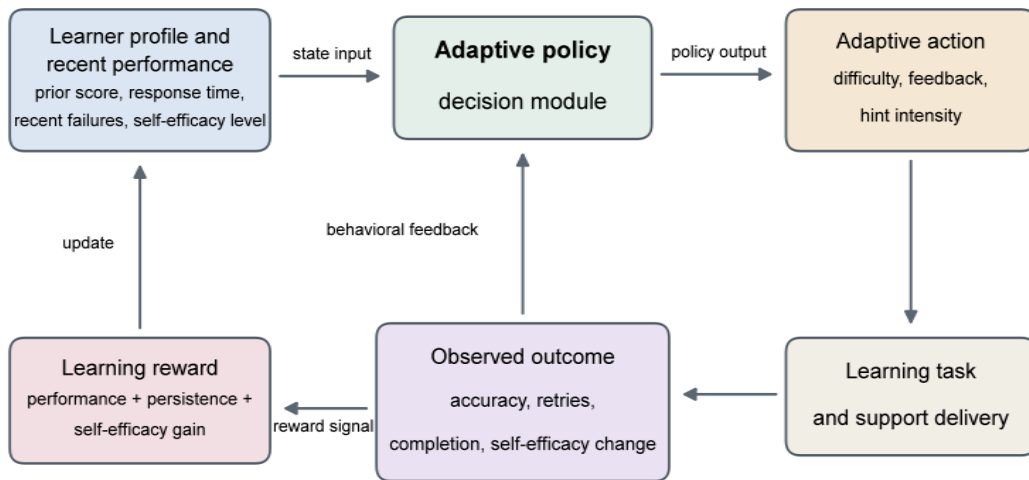 Learner profile and
recent performance
prior score, response time,
recent failures, self-efficacy level
state input
Adaptive policy
decision module
policy output
Adaptive action
difficulty, feedback,
hint intensity
update
behavioral feedback
Learning reward
performance + persistence +
self-efficacy gain
reward signal
Observed outcome
accuracy, retries,
completion, self-efficacy change
Learning task
and support delivery